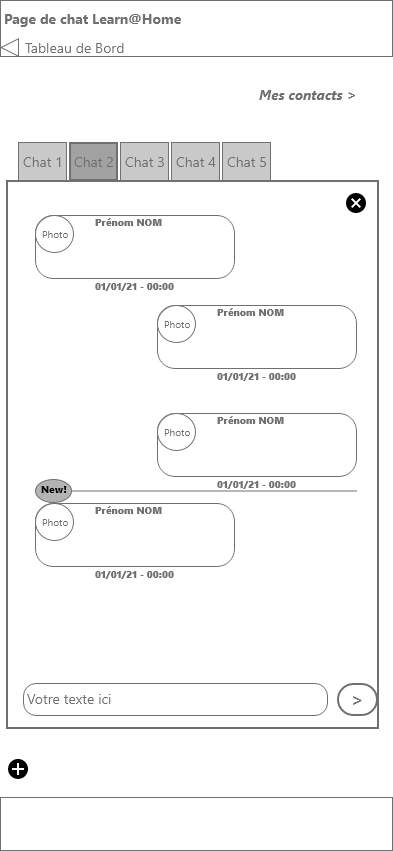 Page de chat Learn@Home
Tableau de Bord
Mes contacts >
Chat 1 Chat 2 Chat 3 Chat 4 Chat 5
Prénom NOM
Photo
01/01/21 - 00:00
Prénom NOM
Photo
01/01/21 - 00:00
Prénom NOM
Photo
01/01/21 - 00:00
New!
Prénom NOM
Photo
01/01/21 - 00:00
Votre texte ici >